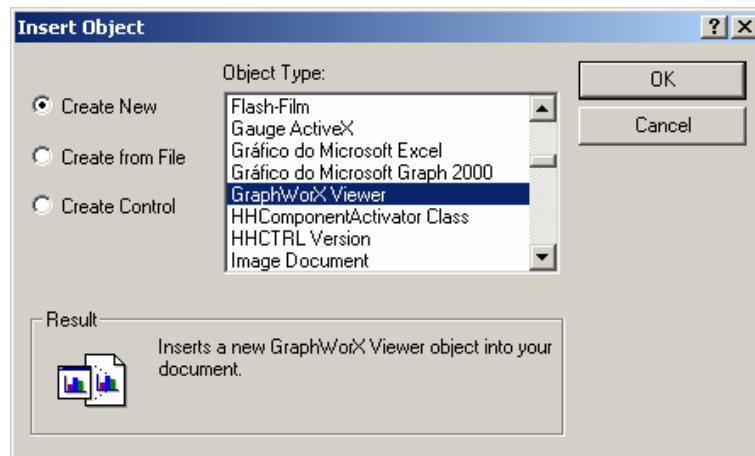 Insert Object
Object Type:
Create New
Create from File
Create Control
Flash-Film
Gauge ActiveX
Gráfico do Microsoft Excel
Gráfico do Microsoft Graph 2000
GraphWorX Viewer
HHComponentActivator Class
HHCTRL Version
Image Document
OK
Cancel
Result
Inserts a new GraphWorX Viewer object into your
document.